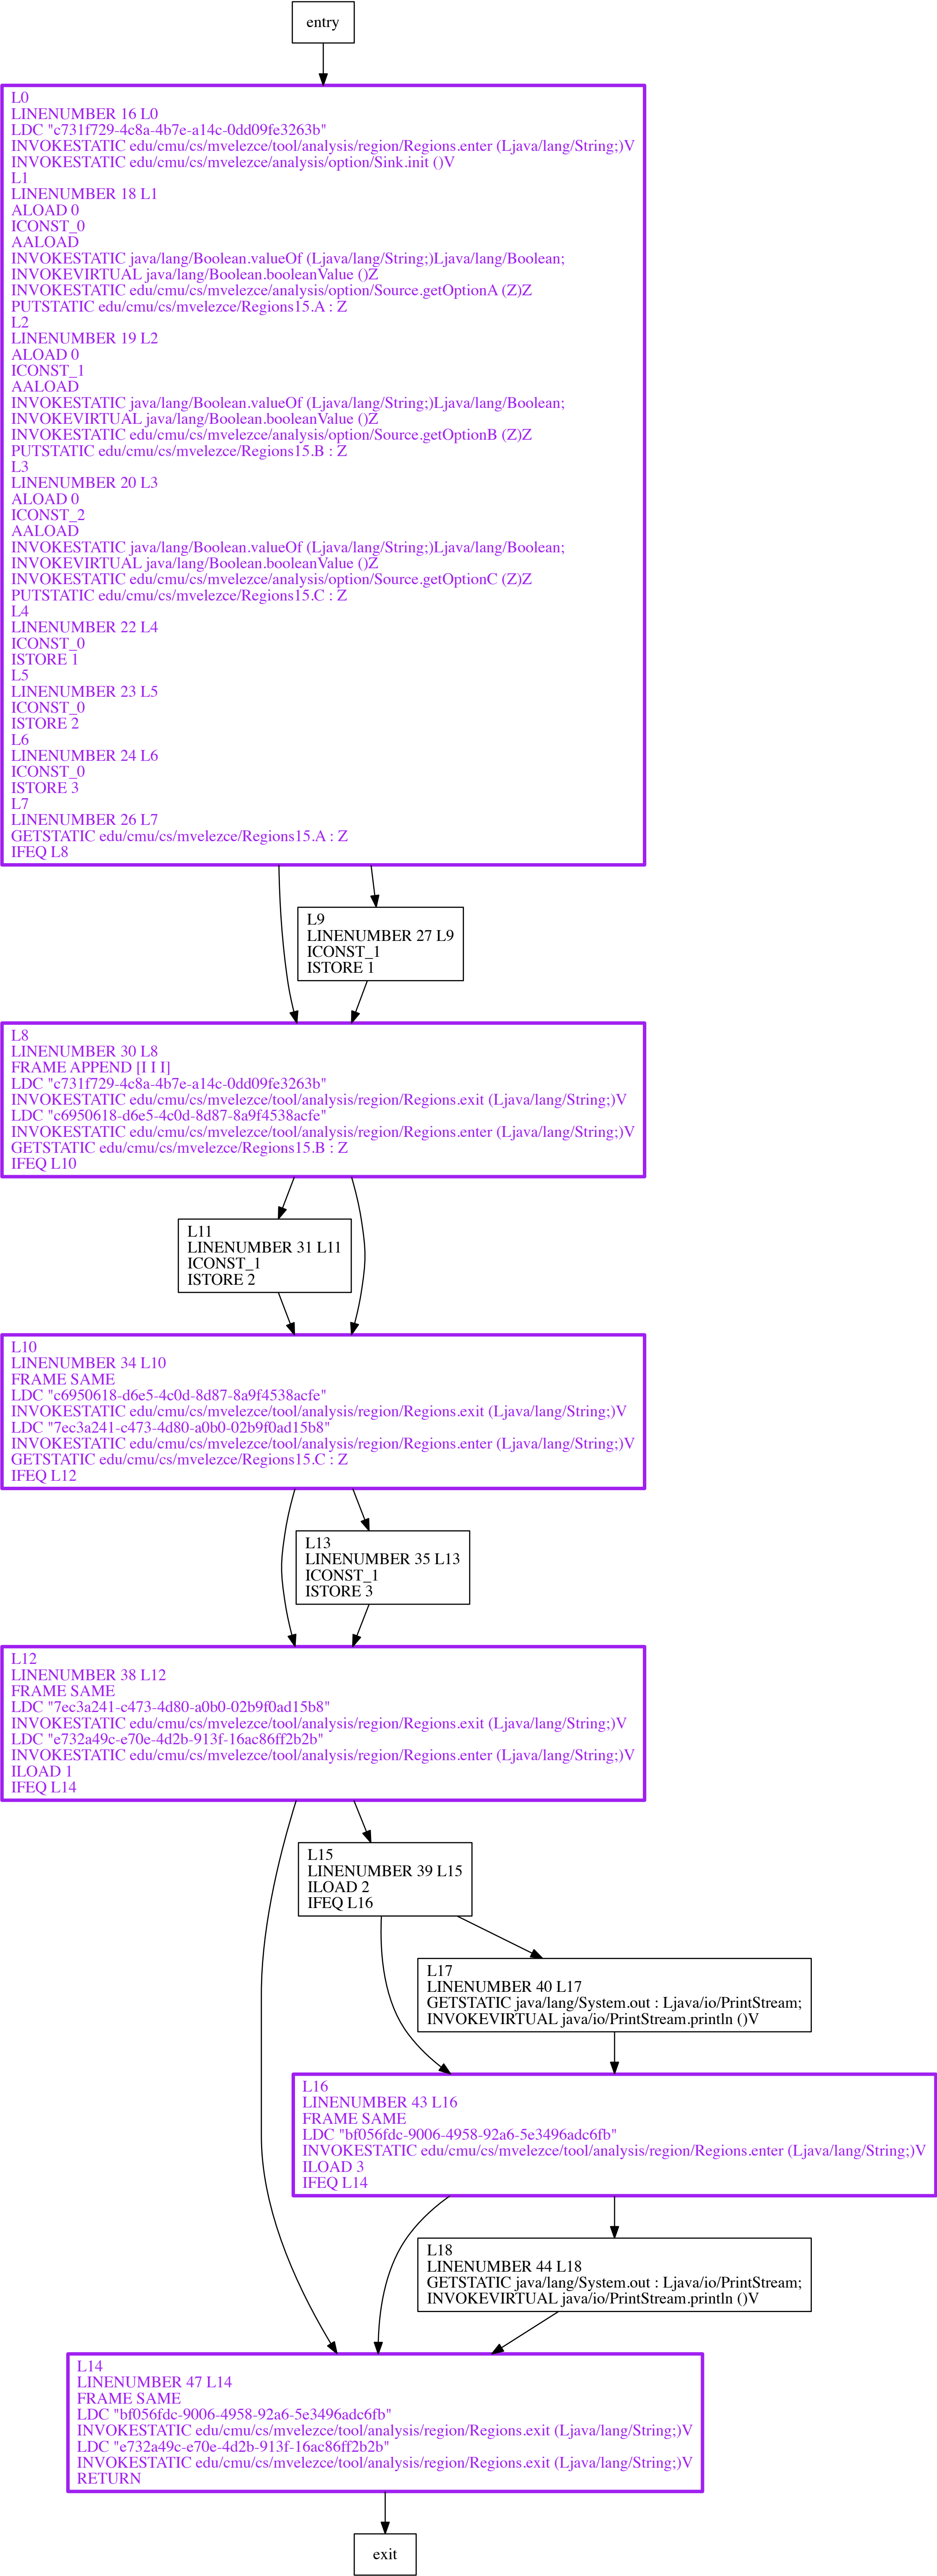 entry
L0
LINENUMBER 16 L0
LDC "c731f729-4c8a-4b7e-a14c-0dd09fe3263b"
INVOKESTATIC edu/cmu/cs/mvelezce/tool/analysis/region/Regions.enter (Ljava/lang/String;)V
INVOKESTATIC edu/cmu/cs/mvelezce/analysis/option/Sink.init ()V
L1
LINENUMBER 18 L1
ALOAD 0
ICONST_0
AALOAD
INVOKESTATIC java/lang/Boolean.valueOf (Ljava/lang/String;)Ljava/lang/Boolean;
INVOKEVIRTUAL java/lang/Boolean.booleanValue ()Z
INVOKESTATIC edu/cmu/cs/mvelezce/analysis/option/Source.getOptionA (Z)Z
PUTSTATIC edu/cmu/cs/mvelezce/Regions15.A : Z
L2
LINENUMBER 19 L2
ALOAD 0
ICONST_1
AALOAD
INVOKESTATIC java/lang/Boolean.valueOf (Ljava/lang/String;)Ljava/lang/Boolean;
INVOKEVIRTUAL java/lang/Boolean.booleanValue ()Z
INVOKESTATIC edu/cmu/cs/mvelezce/analysis/option/Source.getOptionB (Z)Z
PUTSTATIC edu/cmu/cs/mvelezce/Regions15.B : Z
L3
LINENUMBER 20 L3
ALOAD 0
ICONST_2
AALOAD
INVOKESTATIC java/lang/Boolean.valueOf (Ljava/lang/String;)Ljava/lang/Boolean;
INVOKEVIRTUAL java/lang/Boolean.booleanValue ()Z
INVOKESTATIC edu/cmu/cs/mvelezce/analysis/option/Source.getOptionC (Z)Z
PUTSTATIC edu/cmu/cs/mvelezce/Regions15.C : Z
L4
LINENUMBER 22 L4
ICONST_0
ISTORE 1
L5
LINENUMBER 23 L5
ICONST_0
ISTORE 2
L6
LINENUMBER 24 L6
ICONST_0
ISTORE 3
L7
LINENUMBER 26 L7
GETSTATIC edu/cmu/cs/mvelezce/Regions15.A : Z
IFEQ L8
L9
LINENUMBER 27 L9
ICONST_1
ISTORE 1
L8
LINENUMBER 30 L8
FRAME APPEND [I I I]
LDC "c731f729-4c8a-4b7e-a14c-0dd09fe3263b"
INVOKESTATIC edu/cmu/cs/mvelezce/tool/analysis/region/Regions.exit (Ljava/lang/String;)V
LDC "c6950618-d6e5-4c0d-8d87-8a9f4538acfe"
INVOKESTATIC edu/cmu/cs/mvelezce/tool/analysis/region/Regions.enter (Ljava/lang/String;)V
GETSTATIC edu/cmu/cs/mvelezce/Regions15.B : Z
IFEQ L10
L11
LINENUMBER 31 L11
ICONST_1
ISTORE 2
L10
LINENUMBER 34 L10
FRAME SAME
LDC "c6950618-d6e5-4c0d-8d87-8a9f4538acfe"
INVOKESTATIC edu/cmu/cs/mvelezce/tool/analysis/region/Regions.exit (Ljava/lang/String;)V
LDC "7ec3a241-c473-4d80-a0b0-02b9f0ad15b8"
INVOKESTATIC edu/cmu/cs/mvelezce/tool/analysis/region/Regions.enter (Ljava/lang/String;)V
GETSTATIC edu/cmu/cs/mvelezce/Regions15.C : Z
IFEQ L12
L13
LINENUMBER 35 L13
ICONST_1
ISTORE 3
L12
LINENUMBER 38 L12
FRAME SAME
LDC "7ec3a241-c473-4d80-a0b0-02b9f0ad15b8"
INVOKESTATIC edu/cmu/cs/mvelezce/tool/analysis/region/Regions.exit (Ljava/lang/String;)V
LDC "e732a49c-e70e-4d2b-913f-16ac86ff2b2b"
INVOKESTATIC edu/cmu/cs/mvelezce/tool/analysis/region/Regions.enter (Ljava/lang/String;)V
ILOAD 1
IFEQ L14
L15
LINENUMBER 39 L15
ILOAD 2
IFEQ L16
L17
LINENUMBER 40 L17
GETSTATIC java/lang/System.out : Ljava/io/PrintStream;
INVOKEVIRTUAL java/io/PrintStream.println ()V
L16
LINENUMBER 43 L16
FRAME SAME
LDC "bf056fdc-9006-4958-92a6-5e3496adc6fb"
INVOKESTATIC edu/cmu/cs/mvelezce/tool/analysis/region/Regions.enter (Ljava/lang/String;)V
ILOAD 3
IFEQ L14
L18
LINENUMBER 44 L18
GETSTATIC java/lang/System.out : Ljava/io/PrintStream;
INVOKEVIRTUAL java/io/PrintStream.println ()V
L14
LINENUMBER 47 L14
FRAME SAME
LDC "bf056fdc-9006-4958-92a6-5e3496adc6fb"
INVOKESTATIC edu/cmu/cs/mvelezce/tool/analysis/region/Regions.exit (Ljava/lang/String;)V
LDC "e732a49c-e70e-4d2b-913f-16ac86ff2b2b"
INVOKESTATIC edu/cmu/cs/mvelezce/tool/analysis/region/Regions.exit (Ljava/lang/String;)V
RETURN
exit